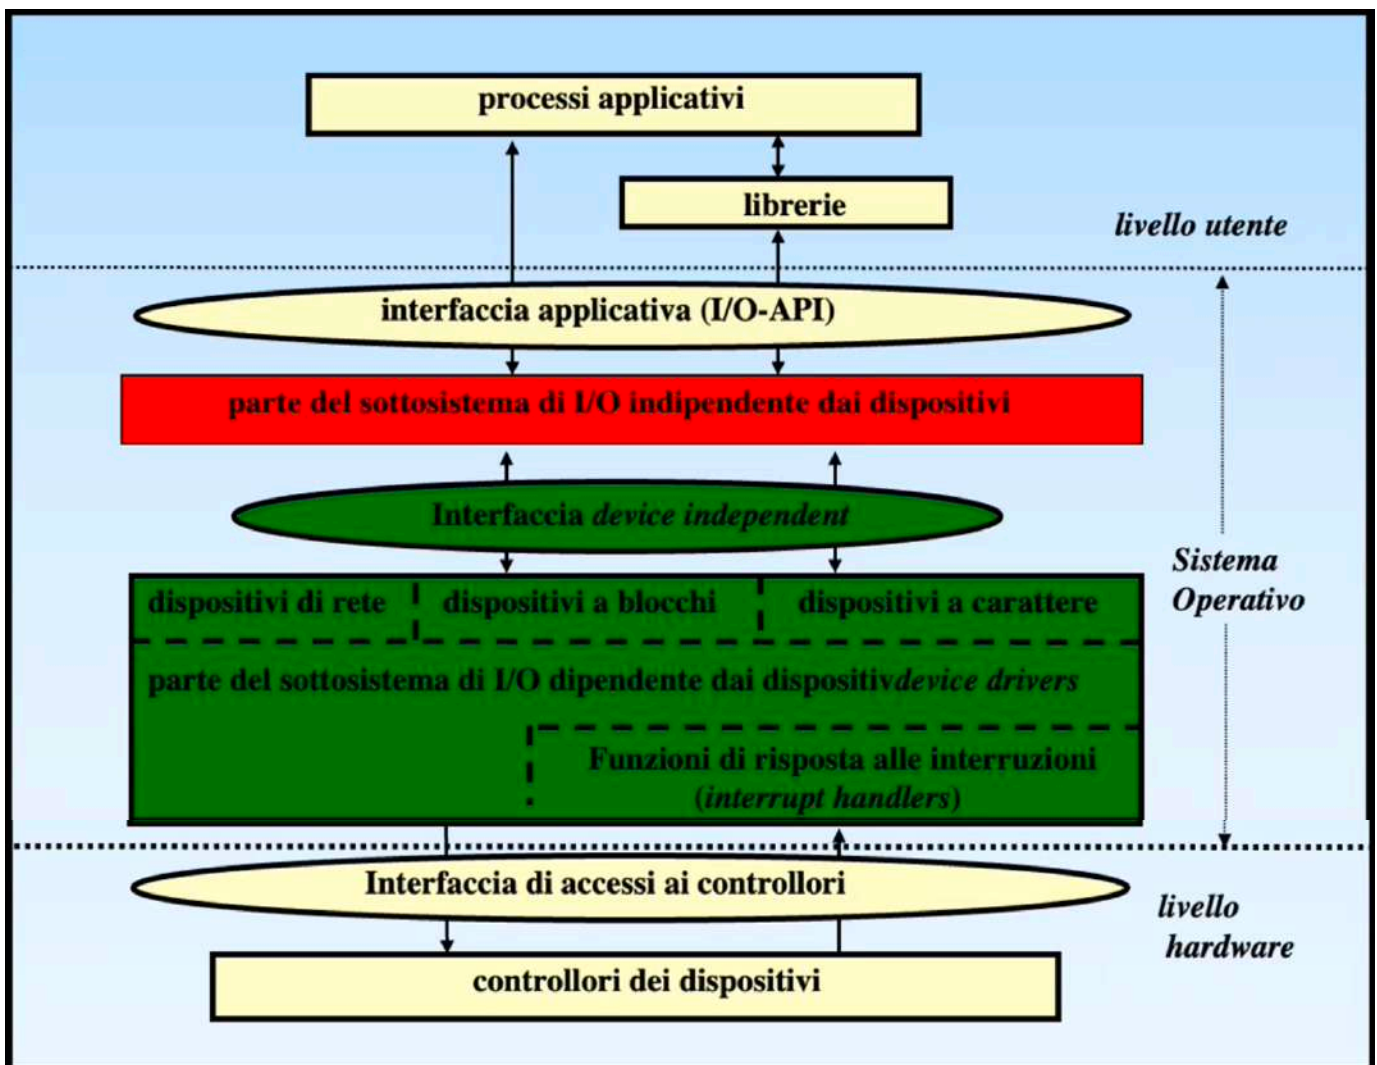 processi applicativi
librerie
livello utente
interfaccia applicativa (I/O-API)
parte del sottosistema di I/O indipendente dai dispositivi
Interfaccia device independent
Sistema
Operativo
dispositivi di rete
dispositivi a blocchi
dispositivi a carattere
parte del sottosistema di I/O dipendente dai dispositivdevice drivers
Funzioni di risposta alle interruzioni
(interrupt handlers)
Interfaccia di accessi ai controllori
livello
hardware
controllori dei dispositivi